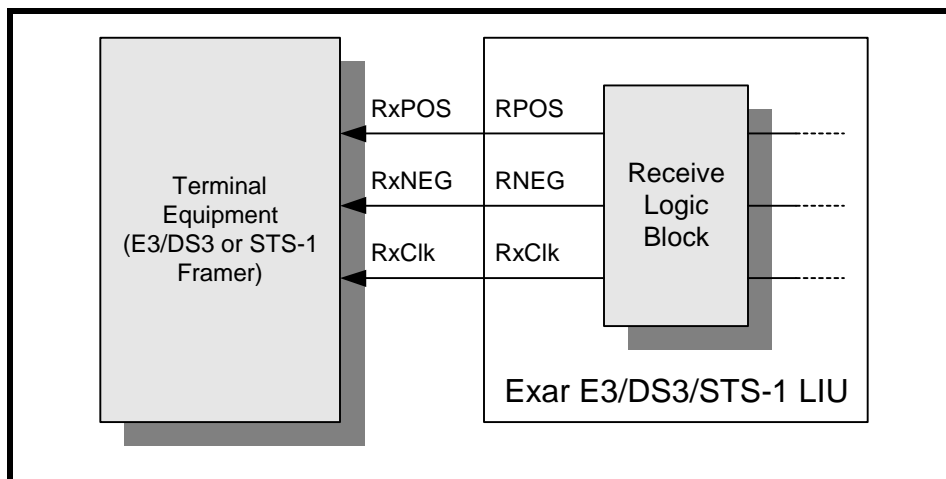 RxPOS
RPOS
RxNEG
RNEG
RxClk
RxClk
Terminal
Equipment
(E3/DS3 or STS-1
Framer)
Receive
Logic
Block
Exar E3/DS3/STS-1 LIU